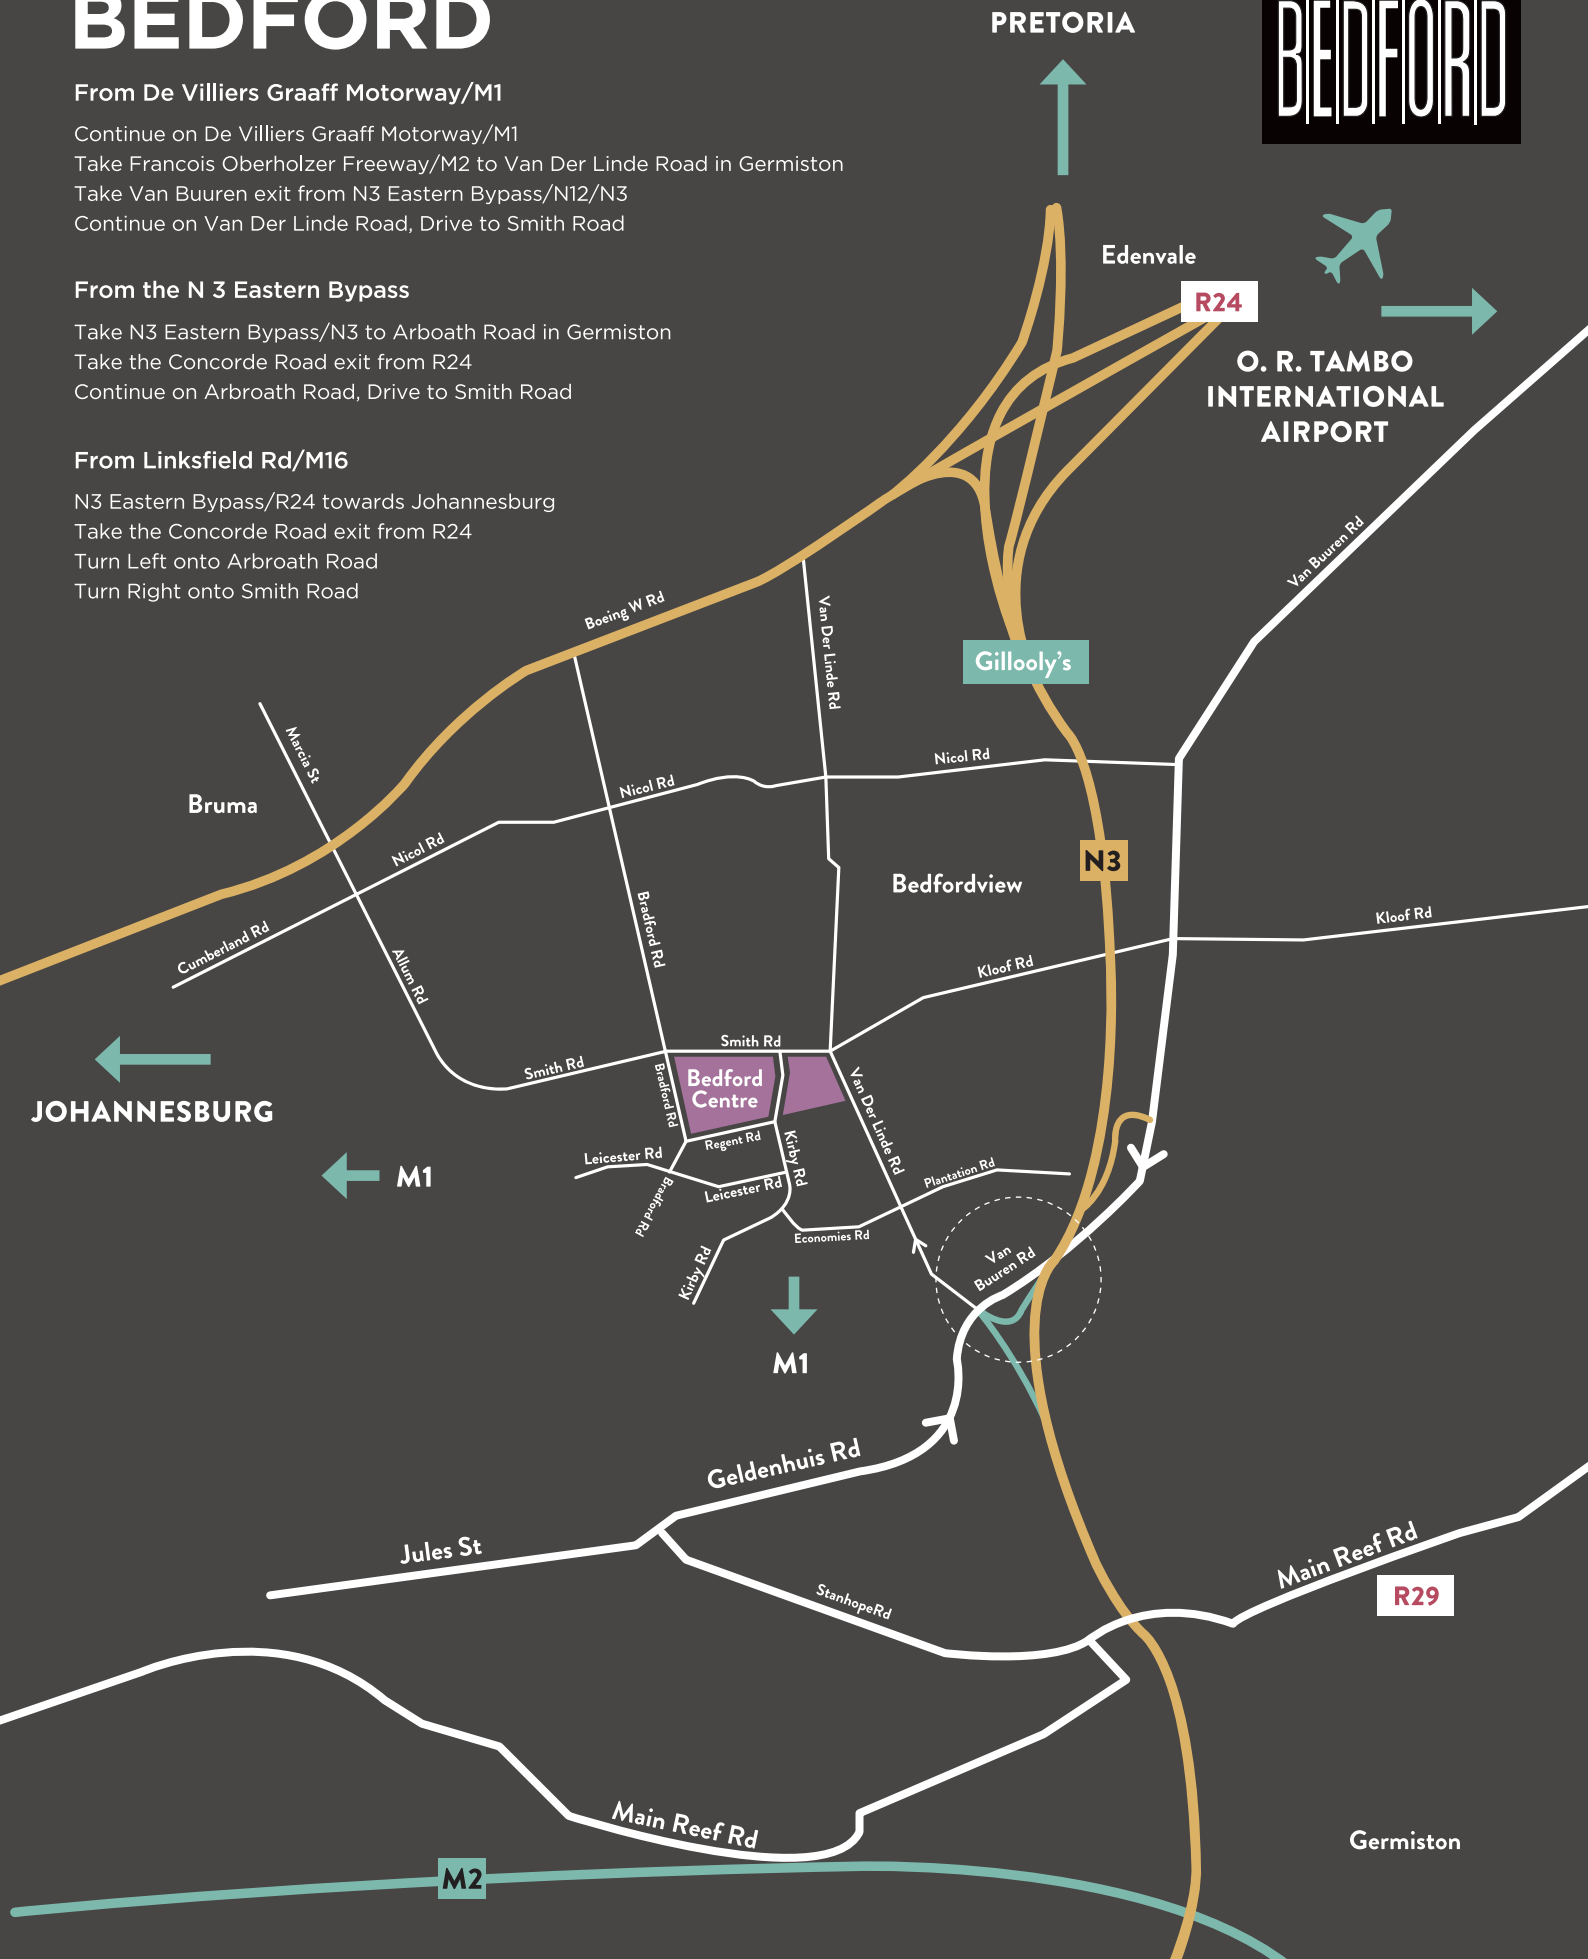 BEDFORD
From De Villiers Graaff Motorway/M1
Continue on De Villiers Graaff Motorway/M1
Take Francois Oberholzer Freeway/M2 to Van Der Linde Road in Germiston
Take Van Buuren exit from N3 Eastern Bypass/N12/N3
Continue on Van Der Linde Road, Drive to Smith Road
From the N 3 Eastern Bypass
Take N3 Eastern Bypass/N3 to Arboath Road in Germiston
Take the Concorde Road exit from R24
Continue on Arbroath Road, Drive to Smith Road
From Linksfield Rd/M16
N3 Eastern Bypass/R24 towards Johannesburg
Take the Concorde Road exit from R24
Turn Left onto Arbroath Road
Turn Right onto Smith Road
PRETORIA
BEDFORD
Edenvale
R24
O. R. TAMBO
INTERNATIONAL
AIRPORT
Van Buuren Rd
Boeing W Rd
Van Der Linde Rd
Gillooly's
Marcia St
Bruma
Nicol Rd
Nicol Rd
Nicol Rd
N3
Bedfordview
Bradford Rd
Kloof Rd
Kloof Rd
Cumberland Rd
Allum Rd
Smith Rd
Smith Rd
JOHANNESBURG
Bedford
Centre
Bradford Rd
Van Der Linde Rd
Regent Rd
Kirby Rd
Leicester Rd
Leicester Rd
Bradford Rd
Plantation Rd
M1
Economies Rd
Kirby Rd
Van
Buuren Rd
M1
Geldenhuis Rd
Jules St
StanhopeRd
Main Reef Rd
R29
Main Reef Rd
Germiston
M2